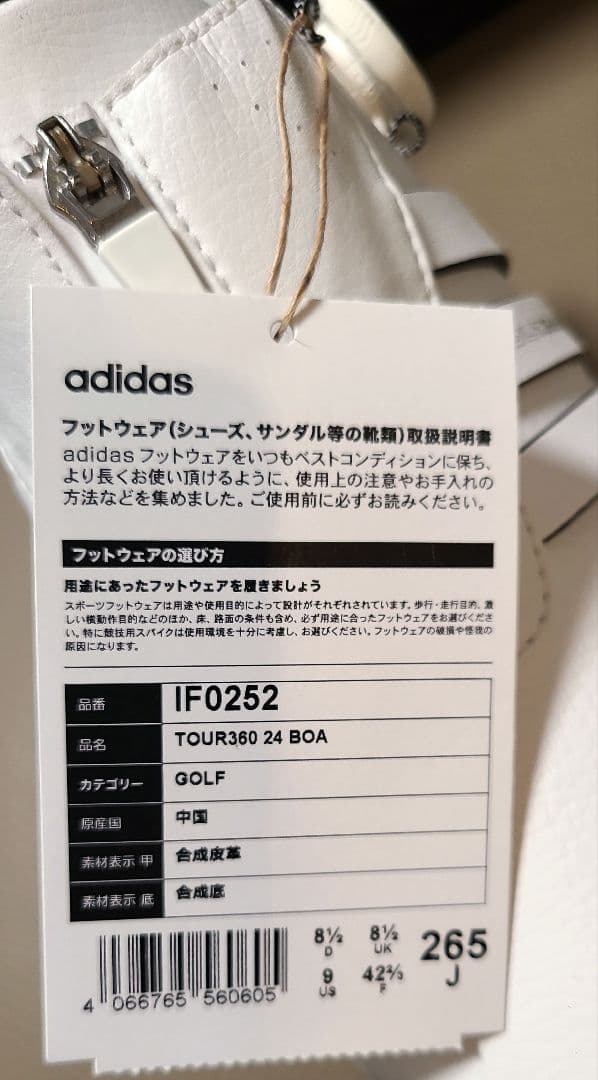 adidas
フットウェア(シューズ、サンダル等の靴類)取扱説明書
adidas フットウェアをいつもベストコンディションに保ち、
より長くお使い頂けるように、使用上の注意やお手入れの
方法などを集めました。ご使用前に必ずお読みください。
フットウェアの選び方
用途にあったフットウェアを履きましょう
スポーツフットウェアは用途や使用目的によって設計がそれぞれされています。歩行・走行目的、激
しい横動作目的などのほか、床、路面の条件も含め、必ず用途に合ったフットウェアをお選びくださ
い。特に競技用スパイクは使用環境を十分に考慮し、お選びください。フットウェアの破損や怪我の
原因になります。
品番 IF0252
品名 TOUR360 24 BOA
カテゴリー GOLF
原産国 中国
素材表示 甲 合成皮革
素材表示 底 合成底
8½ 8½ 265
D UK J
9 42⅔
US F
4 066765 560605